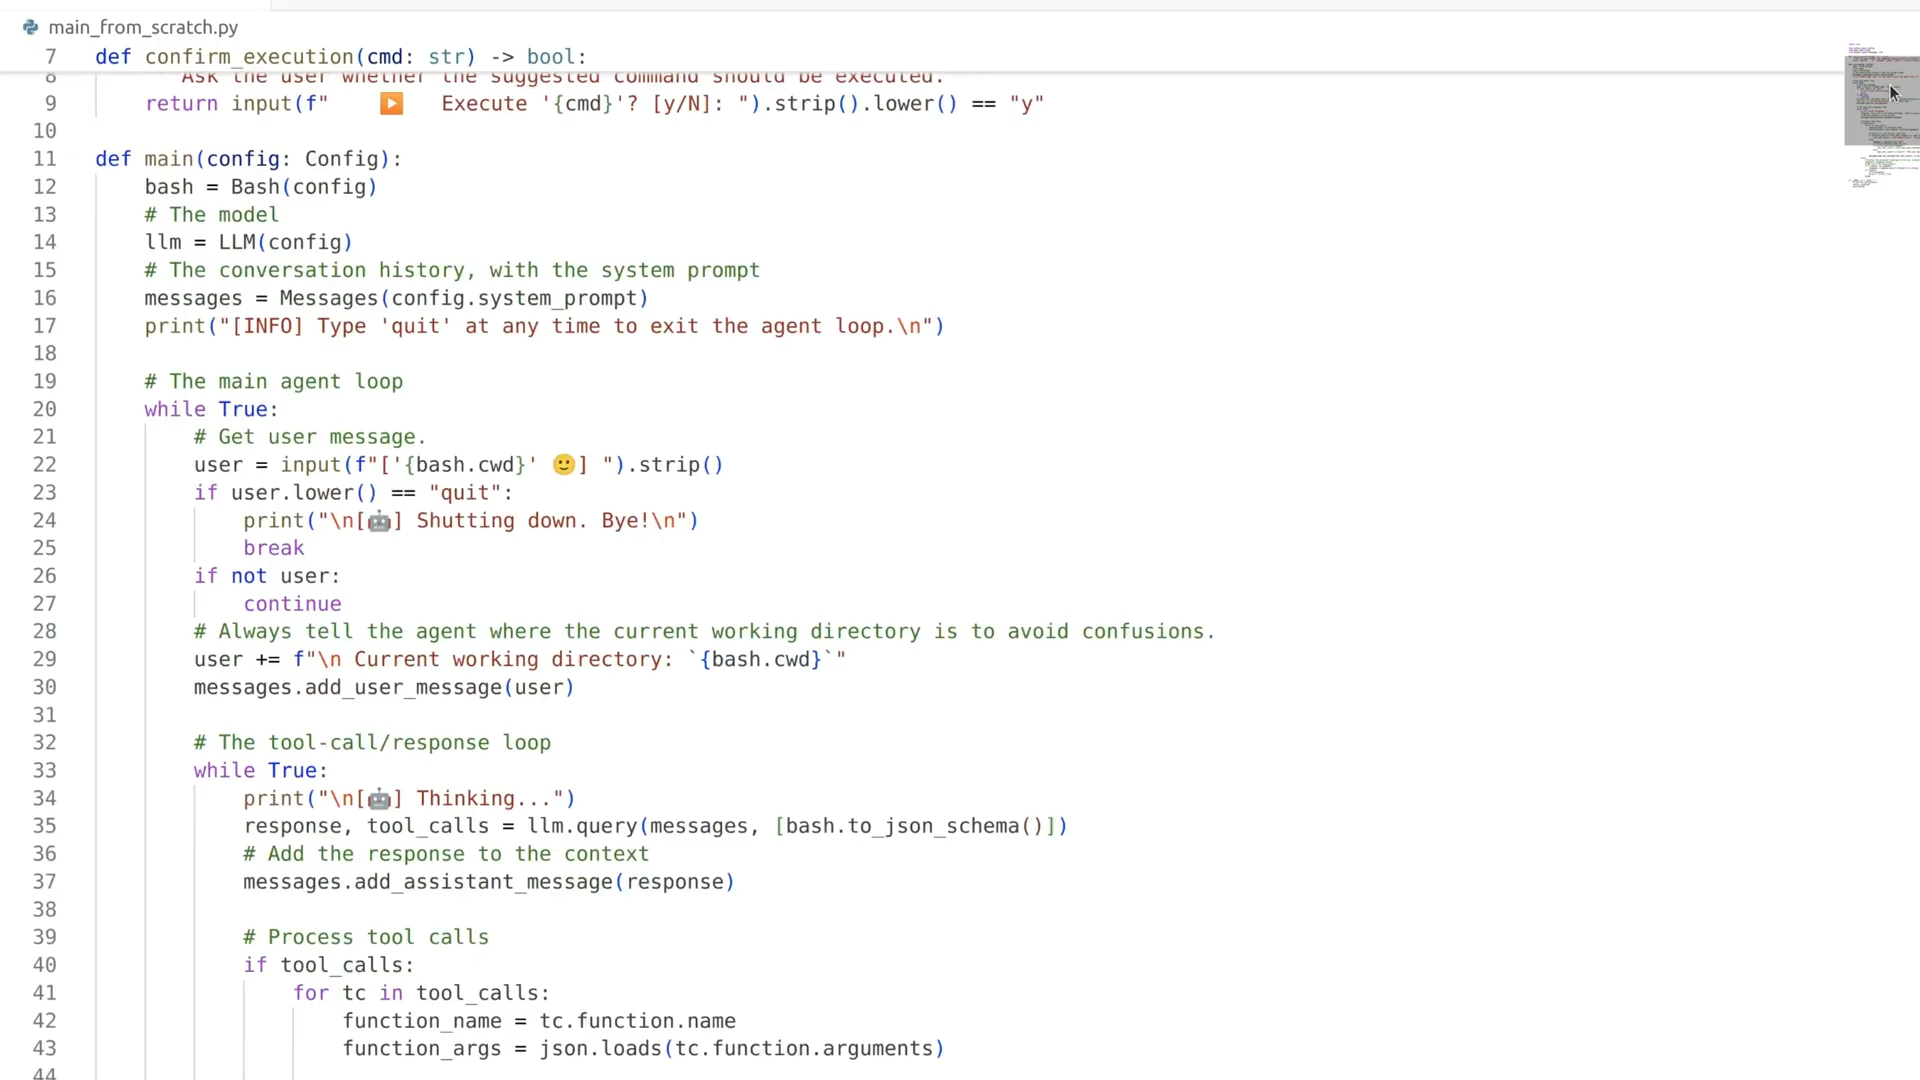 main_from_scratch.py
7 def confirm_execution(cmd: str) -> bool:
8 Ask the user whether the suggested command should be executed.
9 return input(f" ▶️ Execute '{cmd}'? [y/N]: ").strip().lower() == "y"
10
11 def main(config: Config):
12 bash = Bash(config)
13 # The model
14 llm = LLM(config)
15 # The conversation history, with the system prompt
16 messages = Messages(config.system_prompt)
17 print("[INFO] Type 'quit' at any time to exit the agent loop.\n")
18
19 # The main agent loop
20 while True:
21 # Get user message.
22 user = input(f"['{bash.cwd}' 🙂] ").strip()
23 if user.lower() == "quit":
24 print("\n[🤖] Shutting down. Bye!\n")
25 break
26 if not user:
27 continue
28 # Always tell the agent where the current working directory is to avoid confusions.
29 user += f"\n Current working directory: `{bash.cwd}`"
30 messages.add_user_message(user)
31
32 # The tool-call/response loop
33 while True:
34 print("\n[🤖] Thinking...")
35 response, tool_calls = llm.query(messages, [bash.to_json_schema()])
36 # Add the response to the context
37 messages.add_assistant_message(response)
38
39 # Process tool calls
40 if tool_calls:
41 for tc in tool_calls:
42 function_name = tc.function.name
43 function_args = json.loads(tc.function.arguments)
44